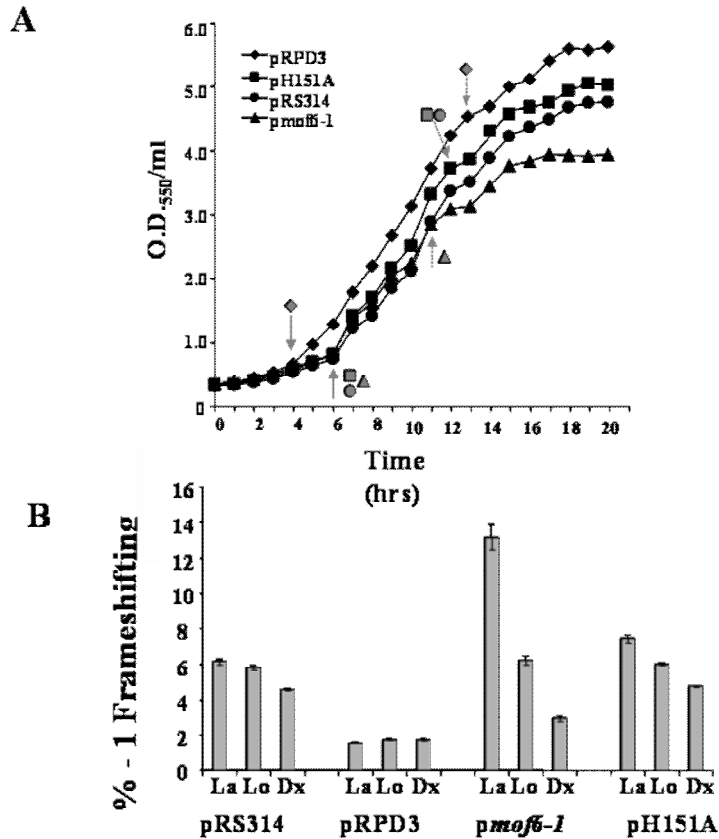 A
6.0
5.0
4.0
3.0
2.0
1.0
0
O.D.550/ml
pRPD3
pH151A
pRS314
pmof6-1
0 2 4 6 8 10 12 14 16 18 20
Time
(hrs)
B
% - 1 Frameshifting
16
14
12
10
8
6
4
2
0
La Lo Dx La Lo Dx La Lo Dx La Lo Dx
pRS314 pRPD3 pmof6-1 pH151A